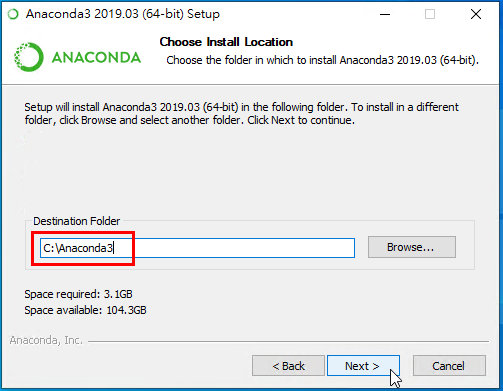 Anaconda3 2019.03 (64-bit) Setup
ANACONDA
Choose Install Location
Choose the folder in which to install Anaconda3 2019.03 (64-bit).
Setup will install Anaconda3 2019.03 (64-bit) in the following folder. To install in a different
folder, click Browse and select another folder. Click Next to continue.
Destination Folder
C:\Anaconda3
Browse...
Space required: 3.1GB
Space available: 104.3GB
Anaconda, Inc.
< Back
Next >
Cancel